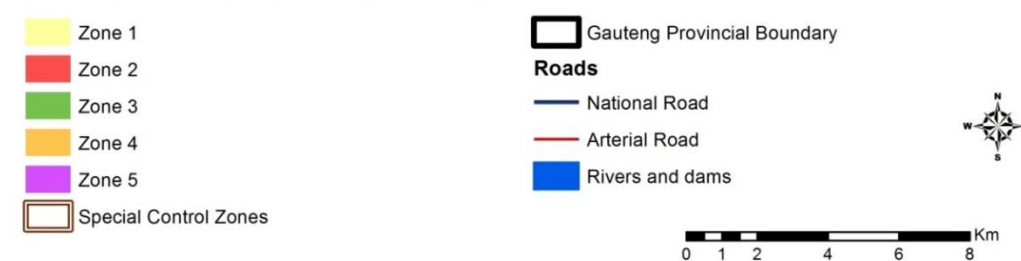 Zone 1
Zone 2
Zone 3
Zone 4
Zone 5
Special Control Zones
Gauteng Provincial Boundary
Roads
National Road
Arterial Road
Rivers and dams
N
W
S
Km
0 1 2 4 6 8